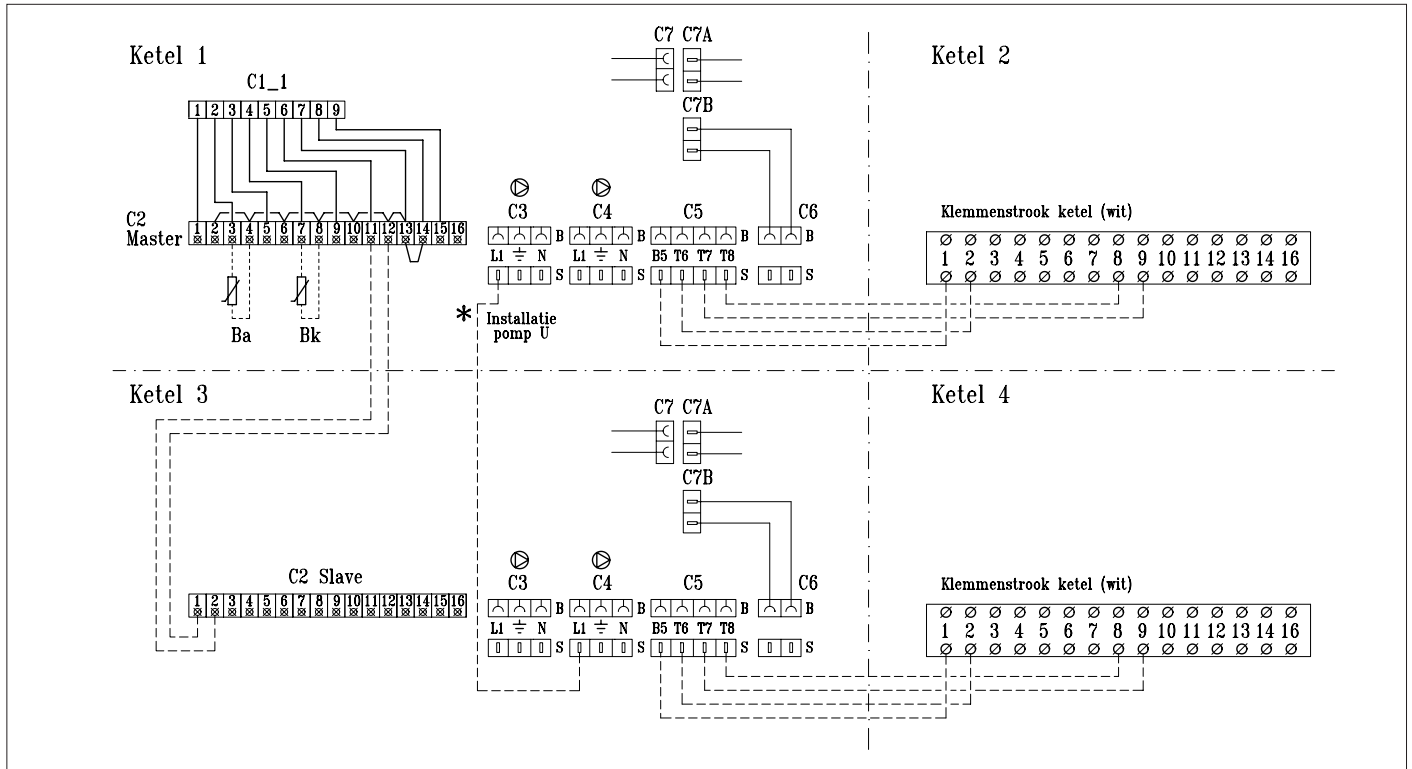 Ketel 1
C1_1
1 2 3 4 5 6 7 8 9
C2
Master
1 2 3 4 5 6 7 8 9 10 11 12 13 14 15 16
Ba Bk
C7 C7A
C7B
C3 C4 C5 C6
B B B B
L1 N L1 N B5 T6 T7 T8
S S S S
* Installatie
pomp U
Ketel 2
Klemmenstrook ketel (wit)
1 2 3 4 5 6 7 8 9 10 11 12 13 14 16
Ketel 3
C2 Slave
1 2 3 4 5 6 7 8 9 10 11 12 13 14 15 16
C7 C7A
C7B
C3 C4 C5 C6
B B B B
L1 N L1 N B5 T6 T7 T8
S S S S
Ketel 4
Klemmenstrook ketel (wit)
1 2 3 4 5 6 7 8 9 10 11 12 13 14 16